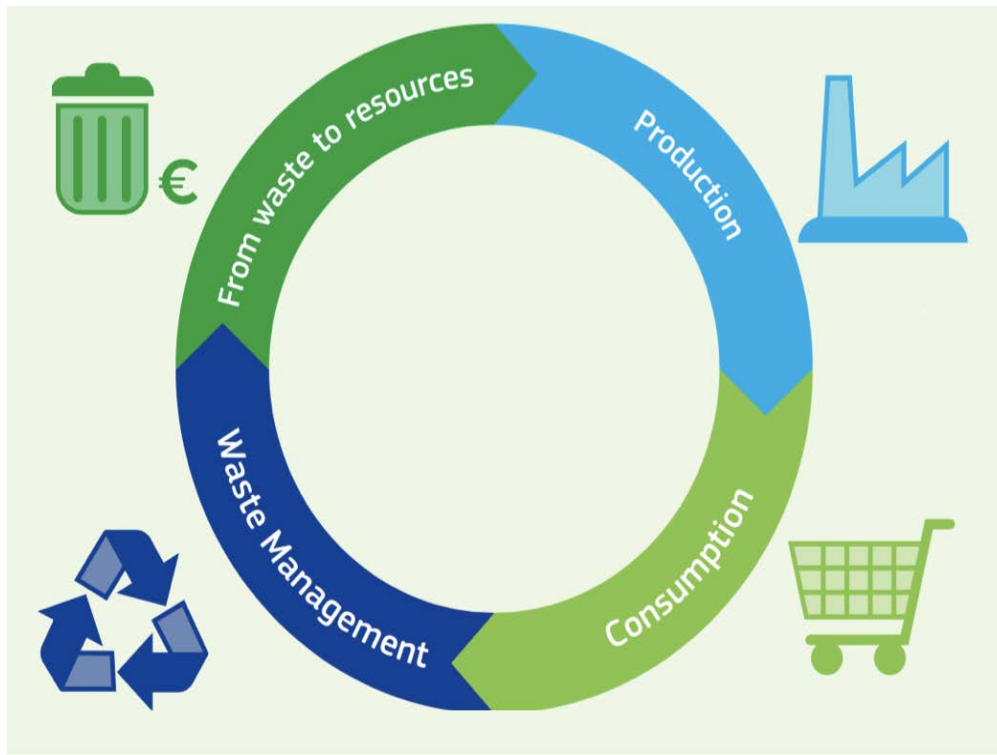 From waste to resources
Production
€
Waste Management
Consumption